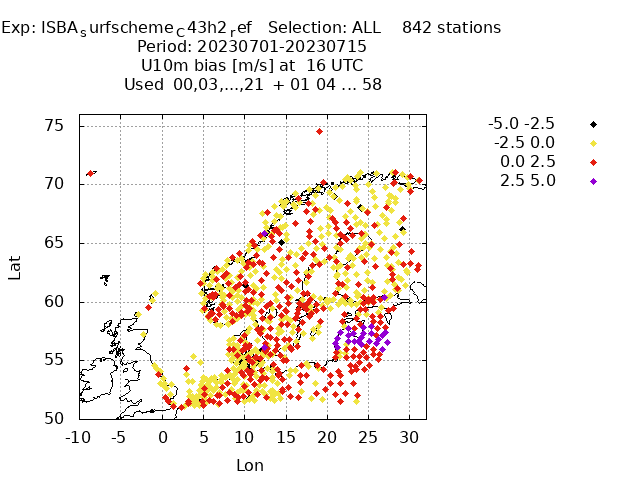 Exp: ISBAsurfschemeC43h2ref Selection: ALL 842 stations
Period: 20230701-20230715
U10m bias [m/s] at 16 UTC
Used 00,03,...,21 + 01 04 ... 58
-5.0 -2.5
-2.5 0.0
0.0 2.5
2.5 5.0
75
70
65
60
55
50
Lat
-10 -5 0 5 10 15 20 25 30
Lon